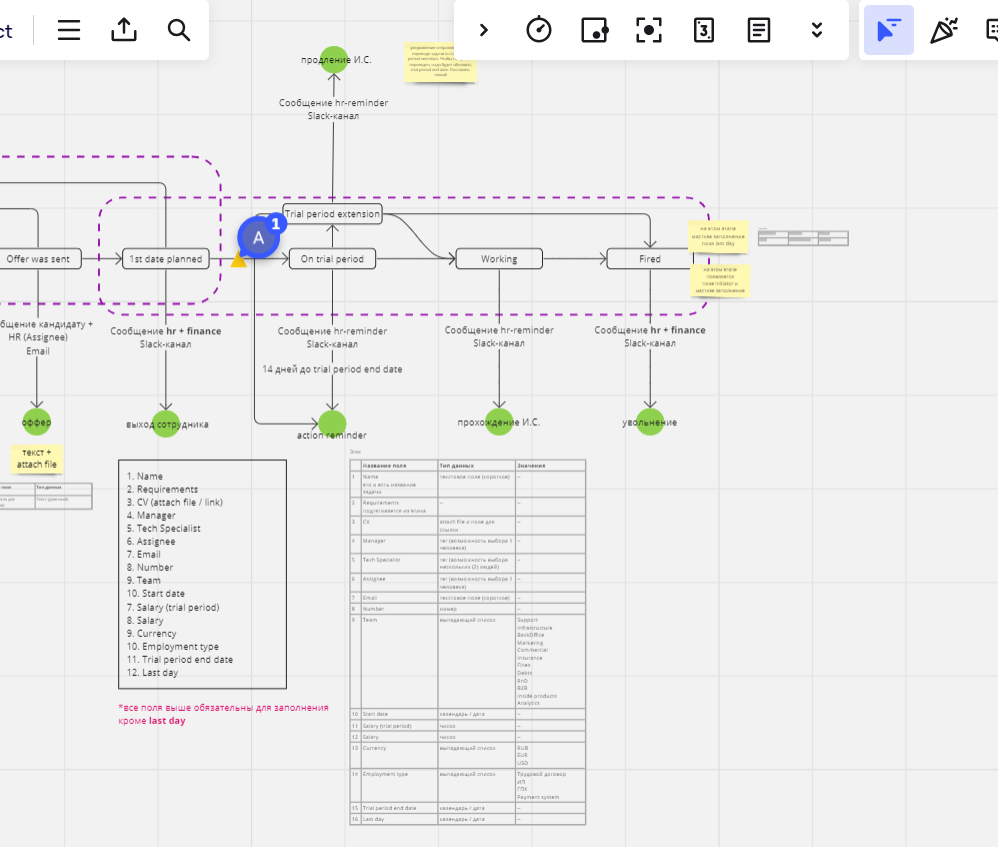 ct
3
продление И.С.
Сообщение hr-reminder
Slack-канал
Trial period extension
A
1
Offer was sent
1st date planned
On trial period
Working
Fired
на этом этапе
last day
на этом этапе
общение кандидату +
HR (Assignee)
Email
Сообщение hr + finance
Slack-канал
Сообщение hr-reminder
Slack-канал
Сообщение hr-reminder
Slack-канал
Сообщение hr + finance
Slack-канал
14 дней до trial period end date
оффер
выход сотрудника
action reminder
прохождение И.С.
увольнение
текст +
attach file
Тип данных
1. Name
2. Requirements
3. CV (attach file / link)
4. Manager
5. Tech Specialist
6. Assignee
7. Email
8. Number
9. Team
10. Start date
7. Salary (trial period)
8. Salary
9. Currency
10. Employment type
11. Trial period end date
12. Last day
*все поля выше обязательны для заполнения
кроме last day
Название поля Тип данных Значения
1 Name текстовое поле (короткое) –
его и есть название
задачи
2 Requirements –  –
подтягивается из этапа
3 CV attach file и поле для –
ссылки
4 Manager тег (возможность выбора 1 –
человека)
5 Tech Specialist тег (возможность выбора –
нескольких (2) людей)
6 Assignee тег (возможность выбора 1 –
человека)
7 Email текстовое поле (короткое) –
8 Number номер –
9 Team выпадающий список Support
Infrastructure
BackOffice
Marketing
Commercial
Insurance
Fines
Debts
RnD
B2B
Inside products
Analytics
10 Start date календарь / дата –
11 Salary (trial period) число –
12 Salary число –
13 Currency выпадающий список RUB
EUR
USD
14 Employment type выпадающий список Трудовой договор
ИП
ГПХ
Payment system
15 Trial period end date календарь / дата –
16 Last day календарь / дата –